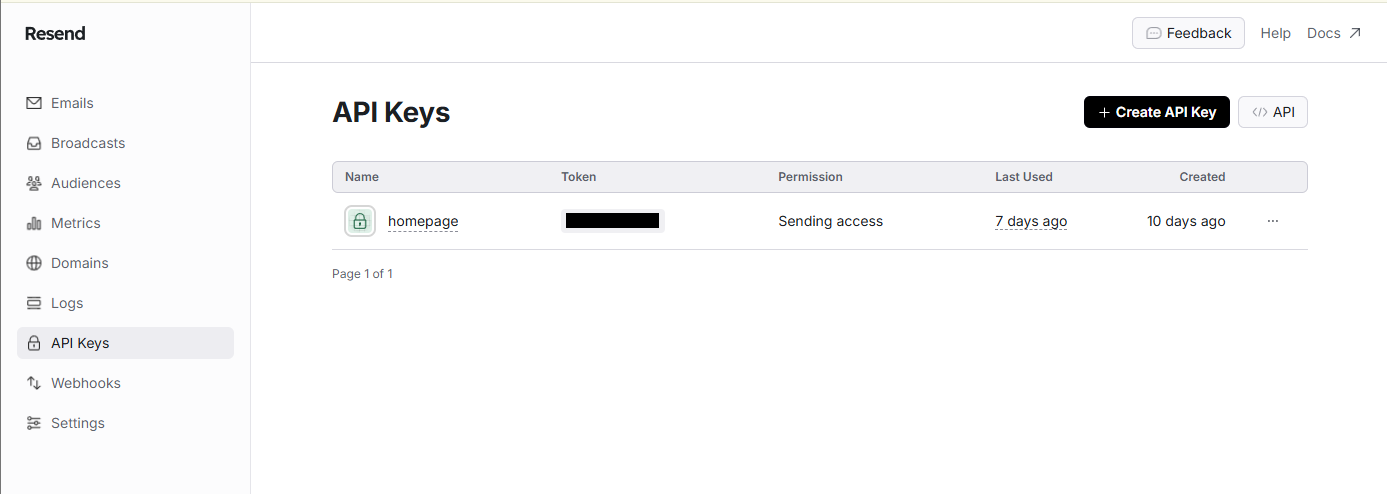 Resend
Feedback Help Docs
Emails
Broadcasts
Audiences
Metrics
Domains
Logs
API Keys
Webhooks
Settings
API Keys
Create API Key
API
Name Token Permission Last Used Created
homepage Sending access 7 days ago 10 days ago
Page 1 of 1